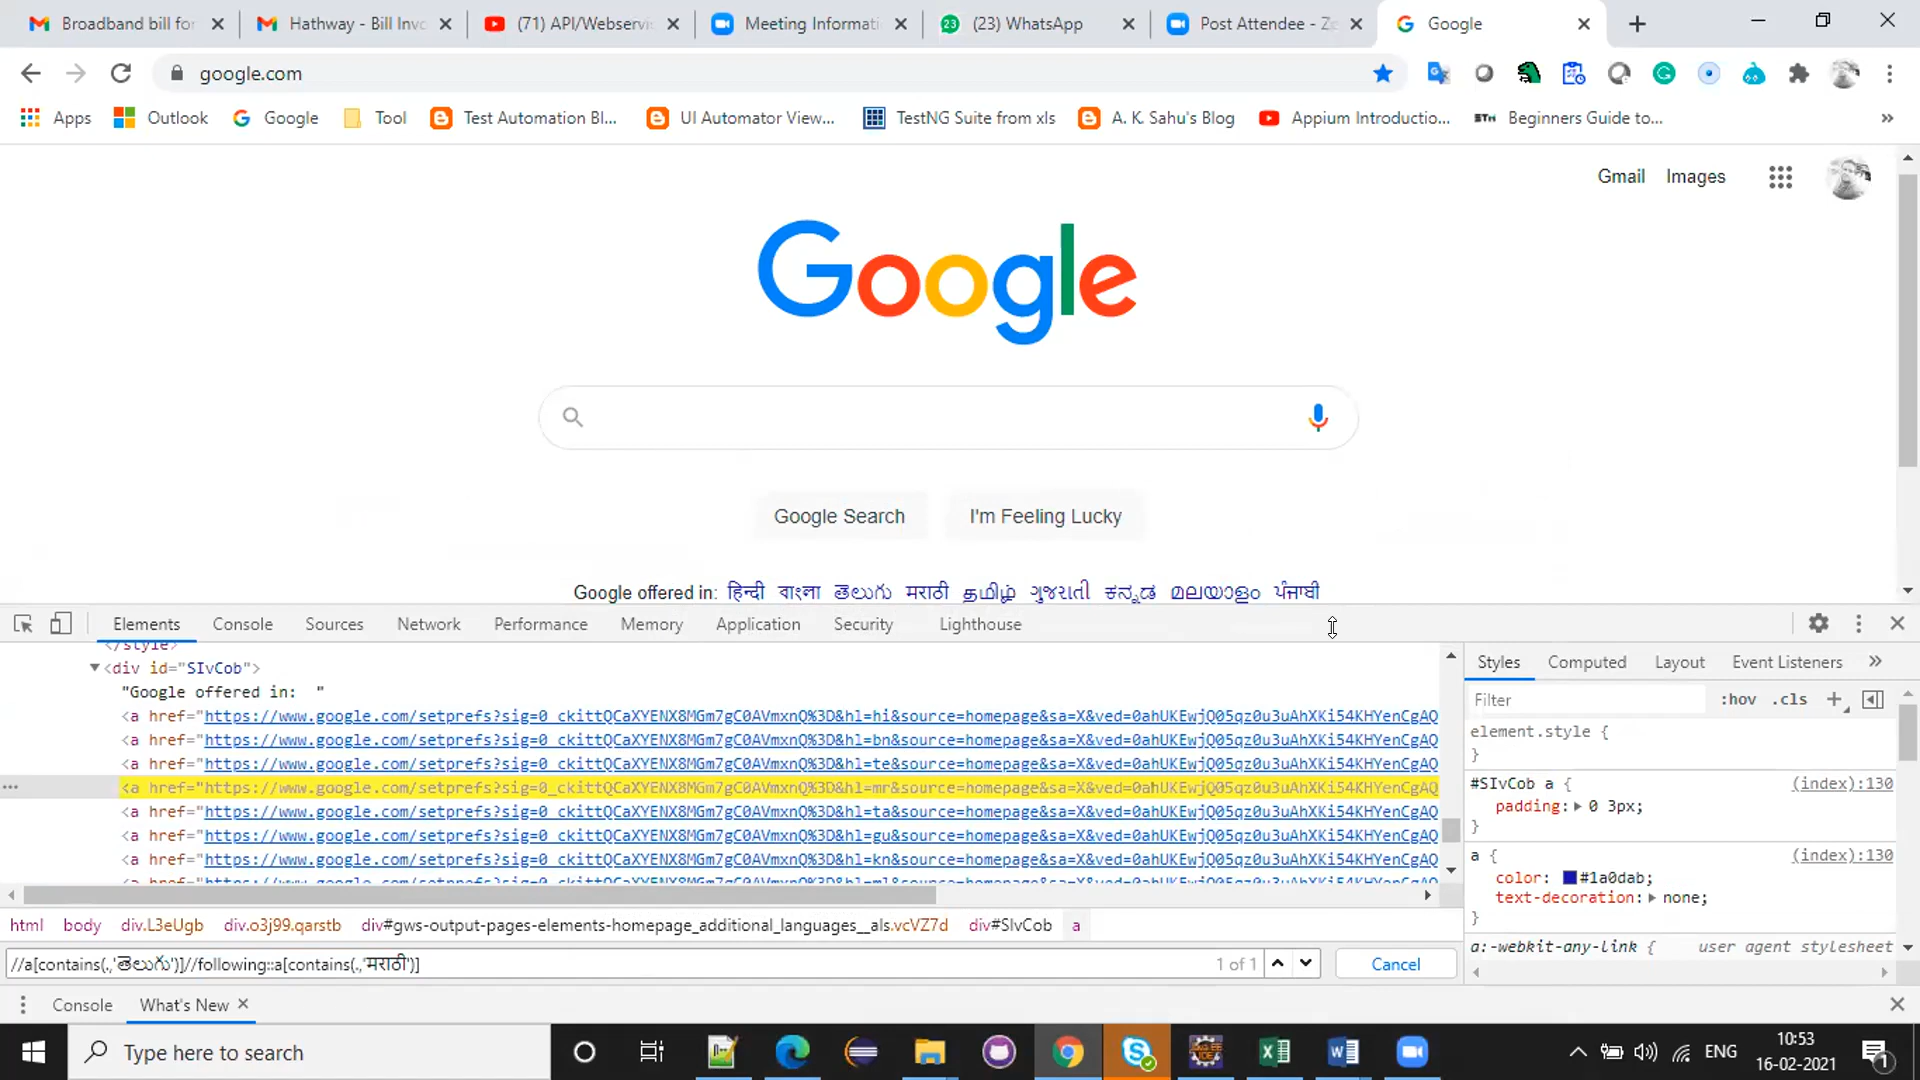 Broadband bill for
Hathway - Bill Invo
(71) API/Webservi
Meeting Informati
23 (23) WhatsApp
Post Attendee - Ze
Google
google.com
Apps
Outlook
Google
Tool
Test Automation Bl...
UI Automator View...
TestNG Suite from xls
A. K. Sahu's Blog
Appium Introductio...
STH Beginners Guide to...
»
Gmail Images
Google
Google Search
I'm Feeling Lucky
Google offered in: हिन्दी বাংলা తెలుగు मराठी தமிழ் ગુજરાતી ಕನ್ನಡ മലയാളം ਪੰਜਾਬੀ
Elements Console Sources Network Performance Memory Application Security Lighthouse
</style>
<div id="SIvCob">
"Google offered in:  "
<a href="https://www.google.com/setprefs?sig=0_ckittQCaXYENX8MGm7gC0AVmxnQ%3D&hl=hi&source=homepage&sa=X&ved=0ahUKEwjQ05qz0u3uAhXKi54KHYenCgAQ
<a href="https://www.google.com/setprefs?sig=0_ckittQCaXYENX8MGm7gC0AVmxnQ%3D&hl=bn&source=homepage&sa=X&ved=0ahUKEwjQ05qz0u3uAhXKi54KHYenCgAQ
<a href="https://www.google.com/setprefs?sig=0_ckittQCaXYENX8MGm7gC0AVmxnQ%3D&hl=te&source=homepage&sa=X&ved=0ahUKEwjQ05qz0u3uAhXKi54KHYenCgAQ
<a href="https://www.google.com/setprefs?sig=0_ckittQCaXYENX8MGm7gC0AVmxnQ%3D&hl=mr&source=homepage&sa=X&ved=0ahUKEwjQ05qz0u3uAhXKi54KHYenCgAQ
<a href="https://www.google.com/setprefs?sig=0_ckittQCaXYENX8MGm7gC0AVmxnQ%3D&hl=ta&source=homepage&sa=X&ved=0ahUKEwjQ05qz0u3uAhXKi54KHYenCgAQ
<a href="https://www.google.com/setprefs?sig=0_ckittQCaXYENX8MGm7gC0AVmxnQ%3D&hl=gu&source=homepage&sa=X&ved=0ahUKEwjQ05qz0u3uAhXKi54KHYenCgAQ
<a href="https://www.google.com/setprefs?sig=0_ckittQCaXYENX8MGm7gC0AVmxnQ%3D&hl=kn&source=homepage&sa=X&ved=0ahUKEwjQ05qz0u3uAhXKi54KHYenCgAQ
html body div.L3eUgb div.o3j99.qarstb div#gws-output-pages-elements-homepage_additional_languages__als.vcVZ7d div#SIvCob a
//a[contains(.,'తెలుగు')]//following::a[contains(.,'मराठी')]
1 of 1
Cancel
Styles Computed Layout Event Listeners »
Filter :hov .cls +
element.style {
}
#SIvCob a { (index):130
padding: 0 3px;
}
a { (index):130
color: #1a0dab;
text-decoration: none;
}
a:-webkit-any-link { user agent stylesheet
Console What's New
Type here to search
ENG
10:53
16-02-2021
1